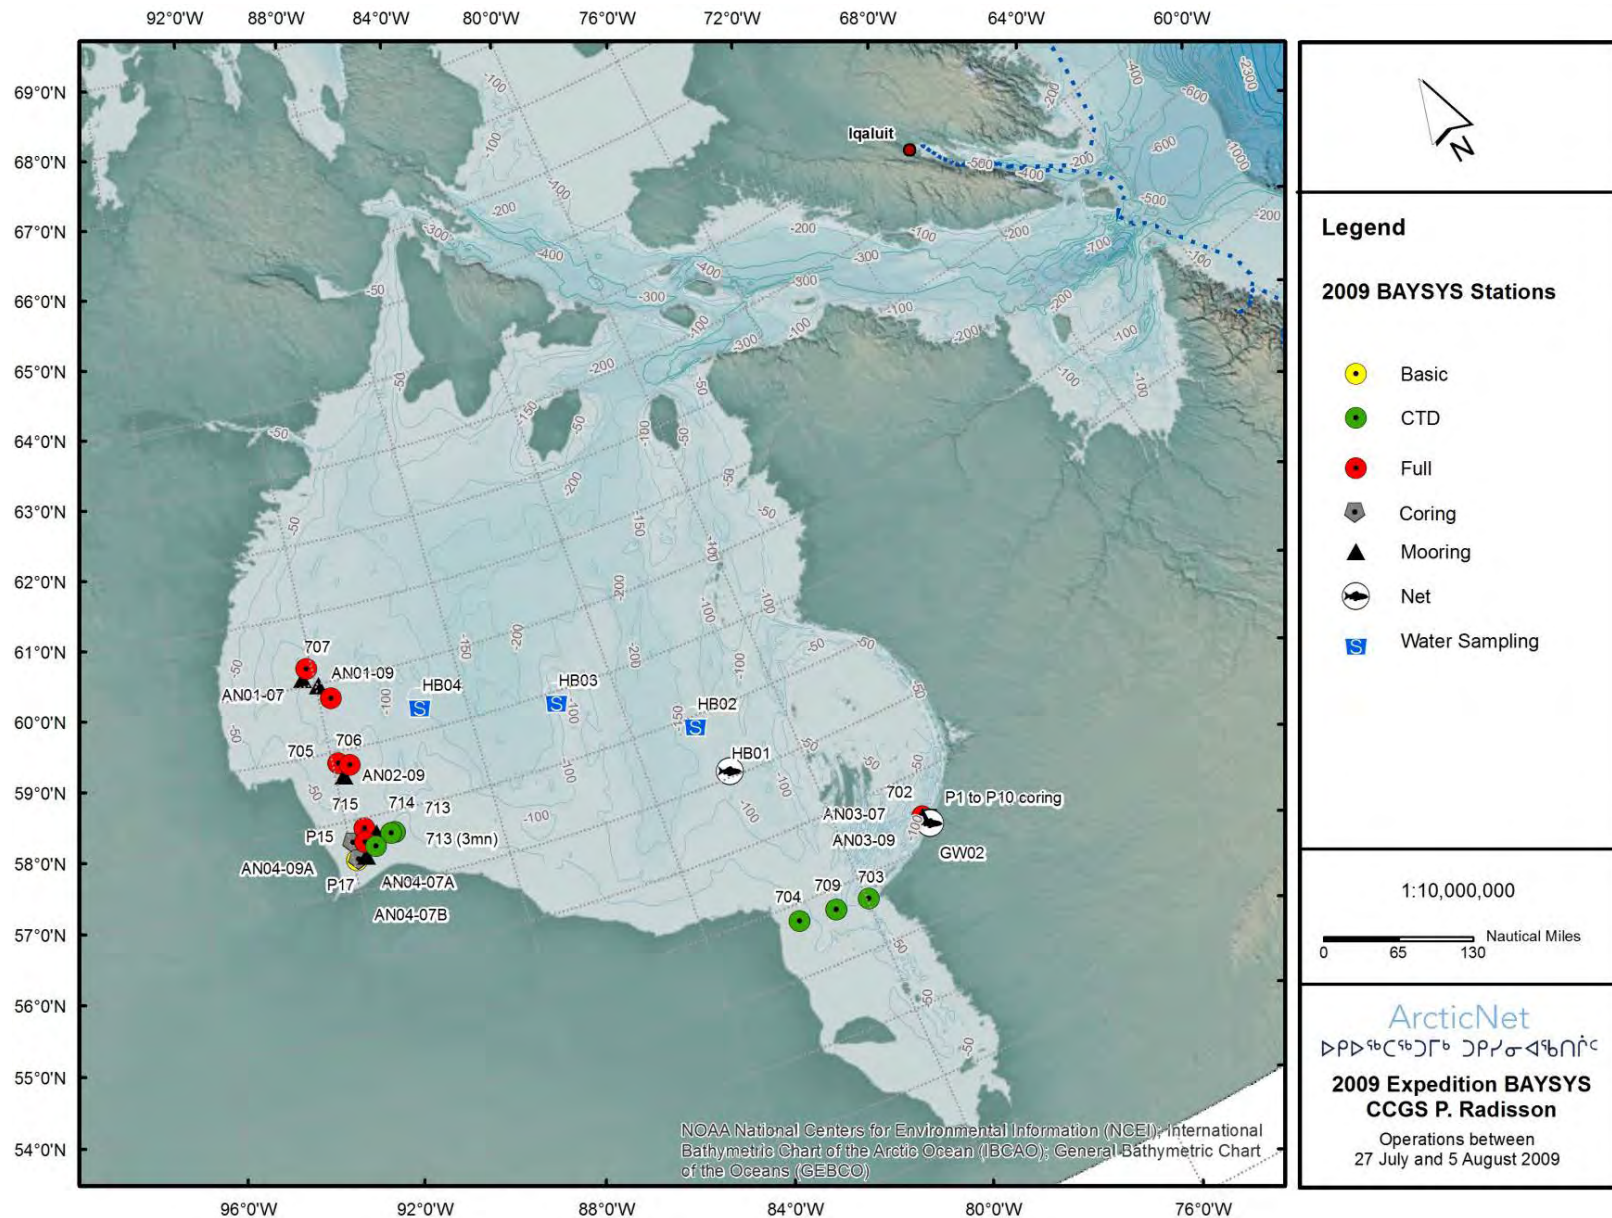 92°0'W
88°0'W
84°0'W
80°0'W
76°0'W
72°0'W
68°0'W
64°0'W
60°0'W
69°0'N
68°0'N
67°0'N
66°0'N
65°0'N
64°0'N
63°0'N
62°0'N
61°0'N
60°0'N
59°0'N
58°0'N
57°0'N
56°0'N
55°0'N
54°0'N
Iqaluit
707
AN01-09
AN01-07
HB04
HB03
HB02
HB01
705
706
AN02-09
715
714
713
713 (3mn)
P15
AN04-09A
P17
AN04-07A
AN04-07B
702
P1 to P10 coring
AN03-07
AN03-09
GW02
704
709
703
NOAA National Centers for Environmental Information (NCEI); International
Bathymetric Chart of the Arctic Ocean (IBCAO); General Bathymetric Chart
of the Oceans (GEBCO)
96°0'W
92°0'W
88°0'W
84°0'W
80°0'W
76°0'W
N
Legend
2009 BAYSYS Stations
Basic
CTD
Full
Coring
Mooring
Net
S Water Sampling
1:10,000,000
Nautical Miles
0 65 130
ArcticNet
ᐅᑭᐅᖅᑕᖅᑐᒥᒃ ᑐᑭᓯᓂᐊᖃᑎᒌᑦ
2009 Expedition BAYSYS
CCGS P. Radisson
Operations between
27 July and 5 August 2009